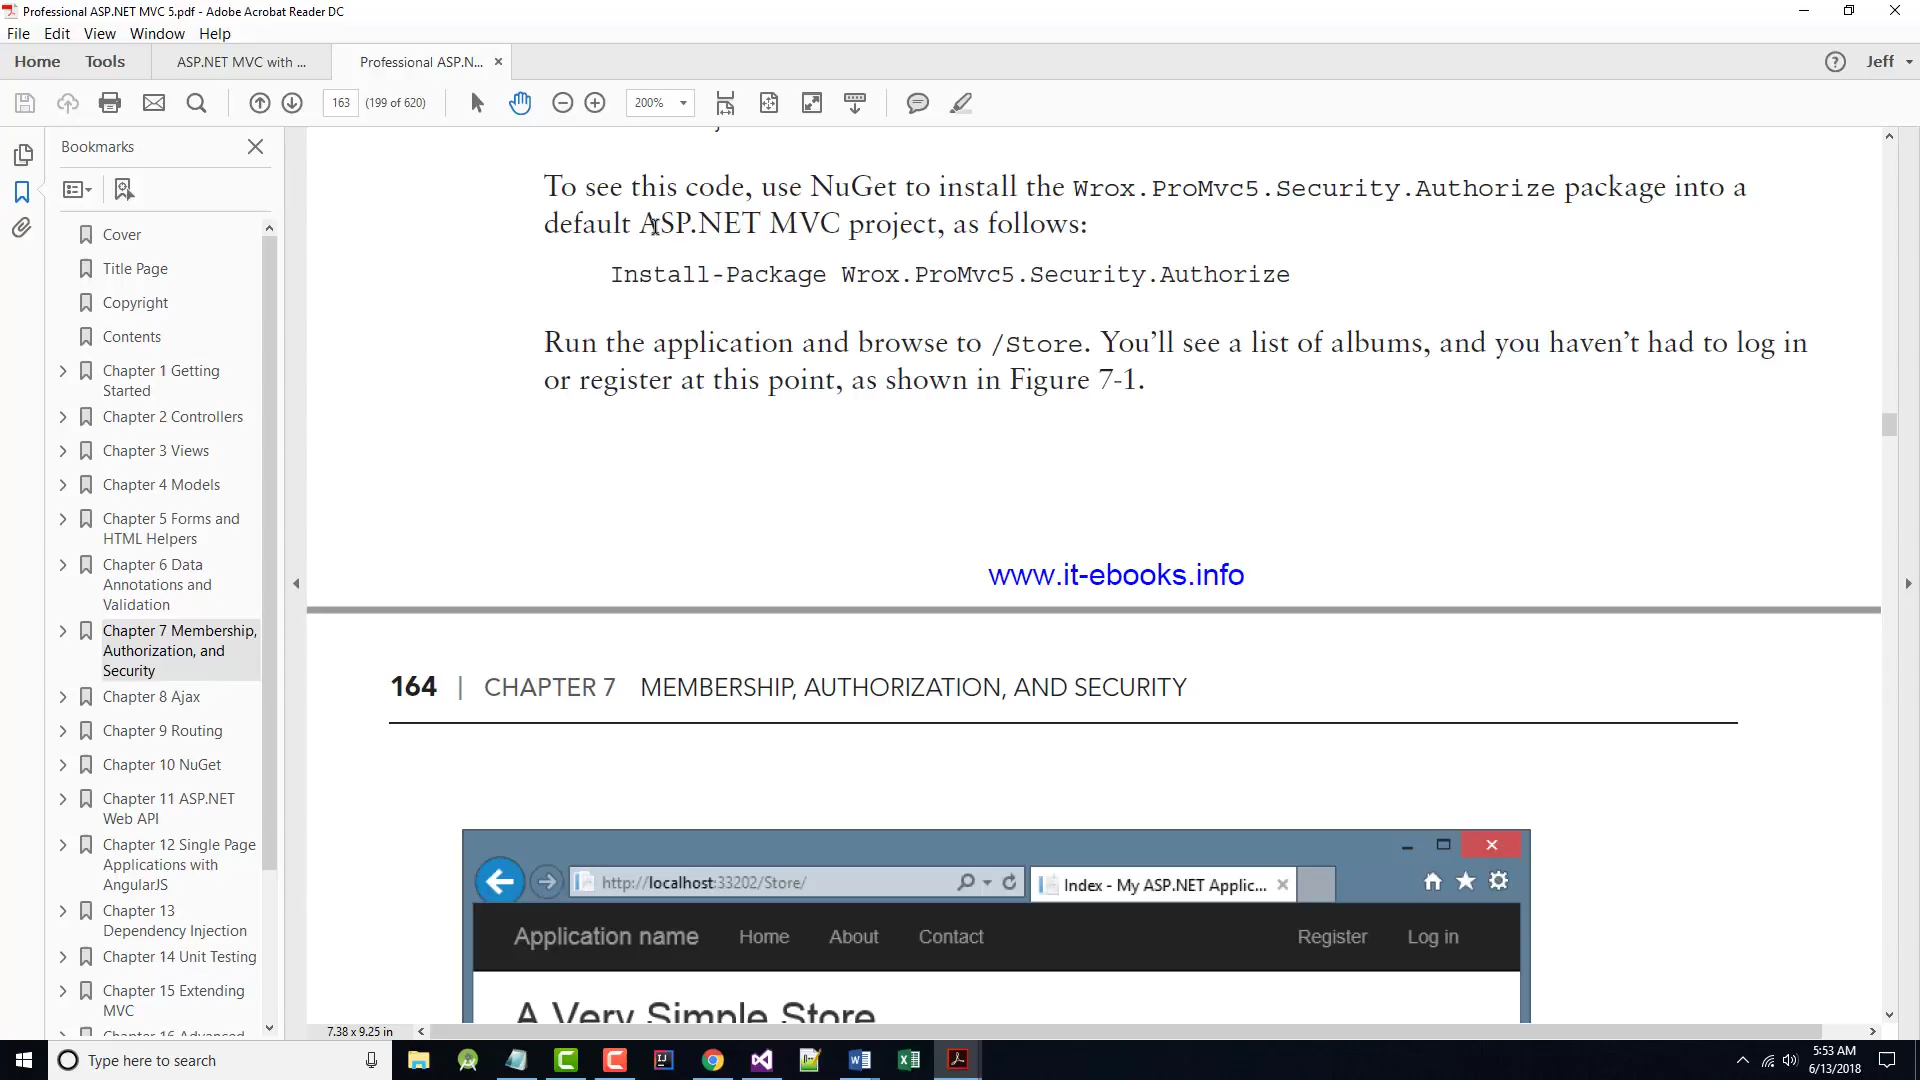 Professional ASP.NET MVC 5.pdf - Adobe Acrobat Reader DC
File Edit View Window Help
Home Tools ASP.NET MVC with ... Professional ASP.N... Jeff
163 (199 of 620) 200%
Bookmarks
Cover
Title Page
Copyright
Contents
Chapter 1 Getting
Started
Chapter 2 Controllers
Chapter 3 Views
Chapter 4 Models
Chapter 5 Forms and
HTML Helpers
Chapter 6 Data
Annotations and
Validation
Chapter 7 Membership,
Authorization, and
Security
Chapter 8 Ajax
Chapter 9 Routing
Chapter 10 NuGet
Chapter 11 ASP.NET
Web API
Chapter 12 Single Page
Applications with
AngularJS
Chapter 13
Dependency Injection
Chapter 14 Unit Testing
Chapter 15 Extending
MVC
Chapter 16 Advanced
To see this code, use NuGet to install the Wrox.ProMvc5.Security.Authorize package into a
default ASP.NET MVC project, as follows:
Install-Package Wrox.ProMvc5.Security.Authorize
Run the application and browse to /Store. You’ll see a list of albums, and you haven’t had to log in
or register at this point, as shown in Figure 7-1.
www.it-ebooks.info
164 | CHAPTER 7 MEMBERSHIP, AUTHORIZATION, AND SECURITY
http://localhost:33202/Store/ Index - My ASP.NET Applic...
Application name Home About Contact Register Log in
A Very Simple Store
7.38 x 9.25 in
Type here to search
5:53 AM
6/13/2018